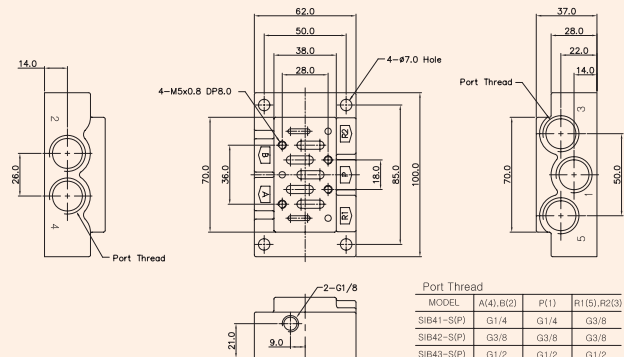 62.0
50.0
38.0
28.0
4-ø7.0 Hole
4-M5x0.8 DP8.0
14.0
2
26.0
4
Port Thread
70.0
36.0
B
A
R2
P
R1
18.0
85.0
100.0
37.0
28.0
22.0
14.0
Port Thread
3
1
5
70.0
50.0
2-G1/8
21.0
9.0
Port Thread
MODEL A(4),B(2) P(1) R1(5),R2(3)
SIB41-S(P) G1/4 G1/4 G3/8
SIB42-S(P) G3/8 G3/8 G3/8
SIB43-S(P) G1/2 G1/2 G1/2